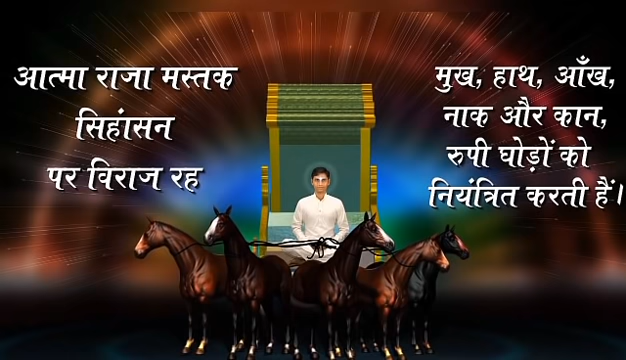 आत्मा राजा मस्तक
सिहांसन
पर विराज रह
मुख, हाथ, आँख,
नाक और कान,
रुपी घोड़ों को
नियंत्रित करती हैं।